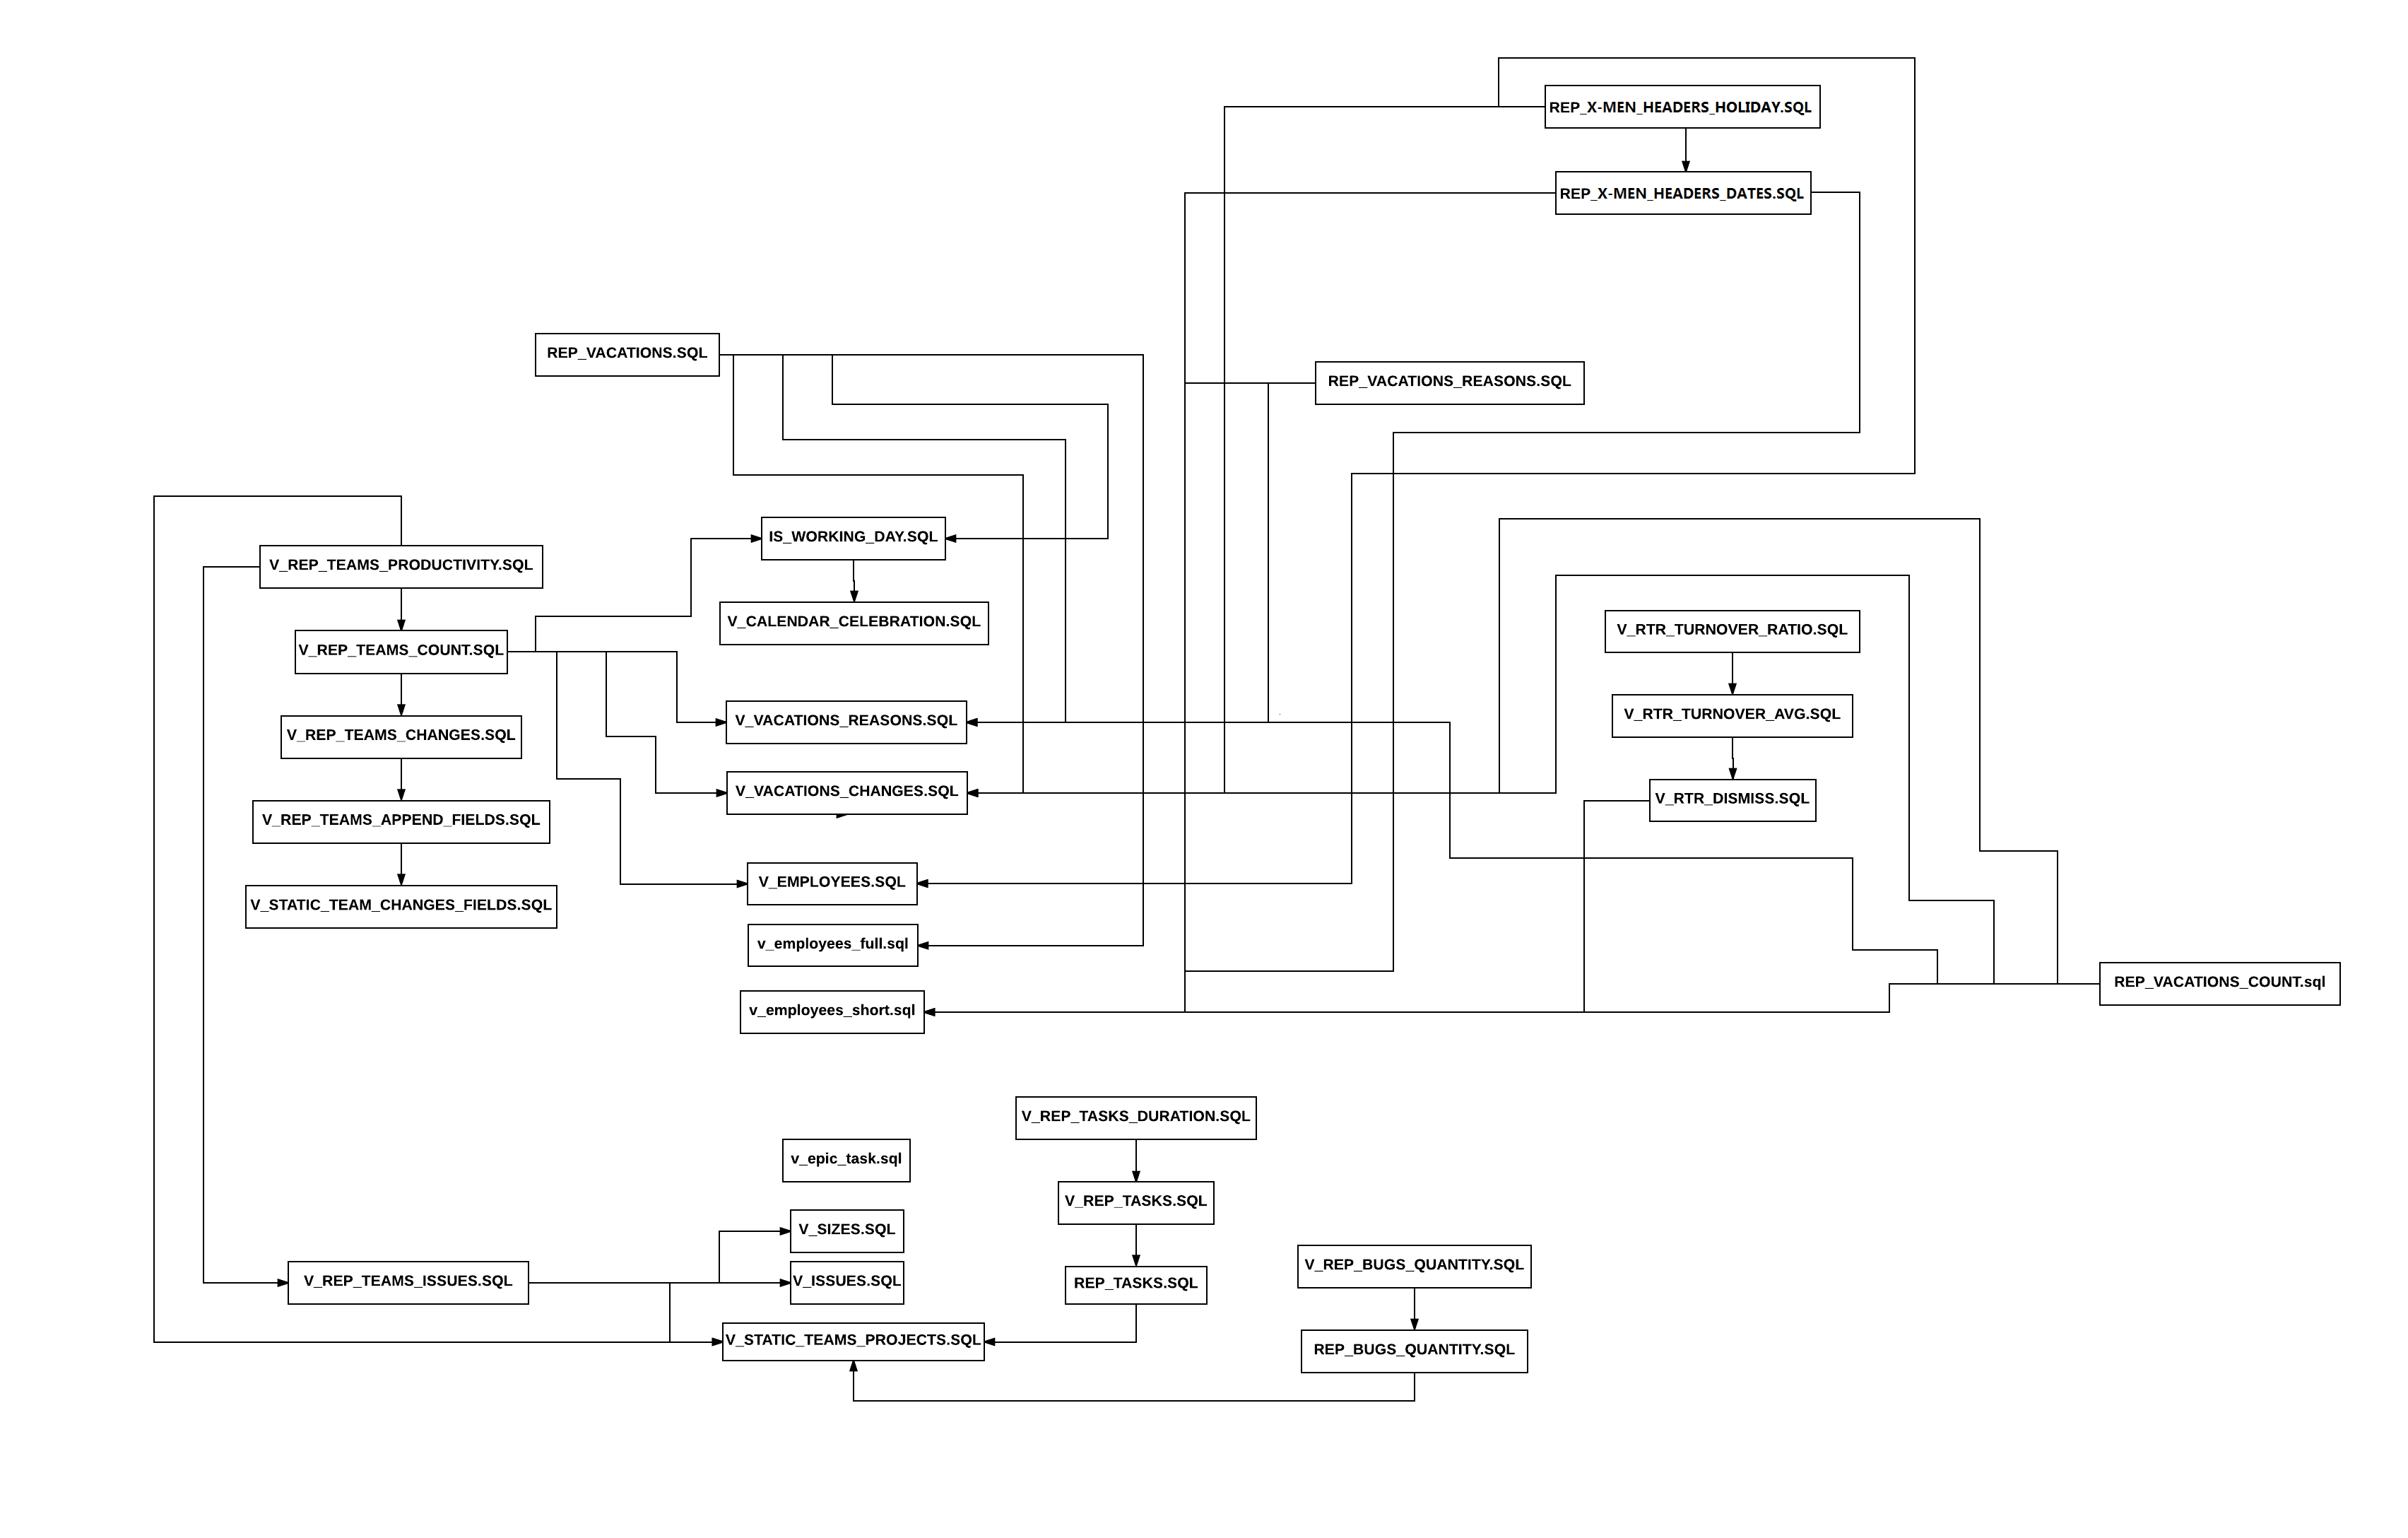 REP_X-MEN_HEADERS_HOLIDAY.SQL
REP_X-MEN_HEADERS_DATES.SQL
REP_VACATIONS.SQL
REP_VACATIONS_REASONS.SQL
IS_WORKING_DAY.SQL
V_REP_TEAMS_PRODUCTIVITY.SQL
V_CALENDAR_CELEBRATION.SQL
V_RTR_TURNOVER_RATIO.SQL
V_REP_TEAMS_COUNT.SQL
V_VACATIONS_REASONS.SQL
V_RTR_TURNOVER_AVG.SQL
V_REP_TEAMS_CHANGES.SQL
V_VACATIONS_CHANGES.SQL
V_RTR_DISMISS.SQL
V_REP_TEAMS_APPEND_FIELDS.SQL
V_EMPLOYEES.SQL
V_STATIC_TEAM_CHANGES_FIELDS.SQL
v_employees_full.sql
REP_VACATIONS_COUNT.sql
v_employees_short.sql
V_REP_TASKS_DURATION.SQL
v_epic_task.sql
V_REP_TASKS.SQL
V_SIZES.SQL
V_REP_BUGS_QUANTITY.SQL
V_REP_TEAMS_ISSUES.SQL
V_ISSUES.SQL
REP_TASKS.SQL
V_STATIC_TEAMS_PROJECTS.SQL
REP_BUGS_QUANTITY.SQL